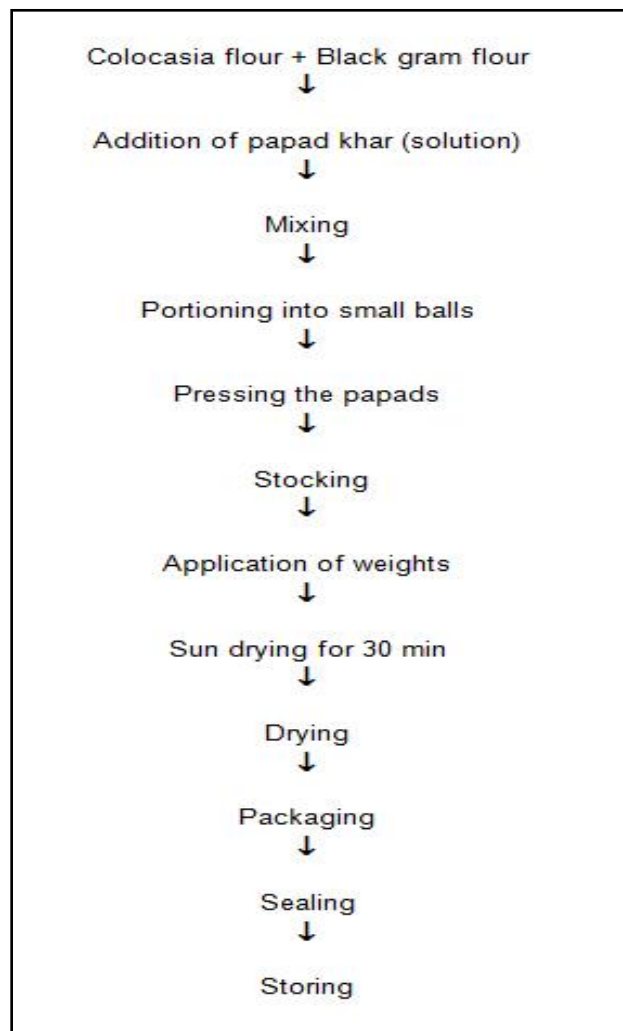 Colocasia flour + Black gram flour
↓
Addition of papad khar (solution)
↓
Mixing
↓
Portioning into small balls
↓
Pressing the papads
↓
Stocking
↓
Application of weights
↓
Sun drying for 30 min
↓
Drying
↓
Packaging
↓
Sealing
↓
Storing